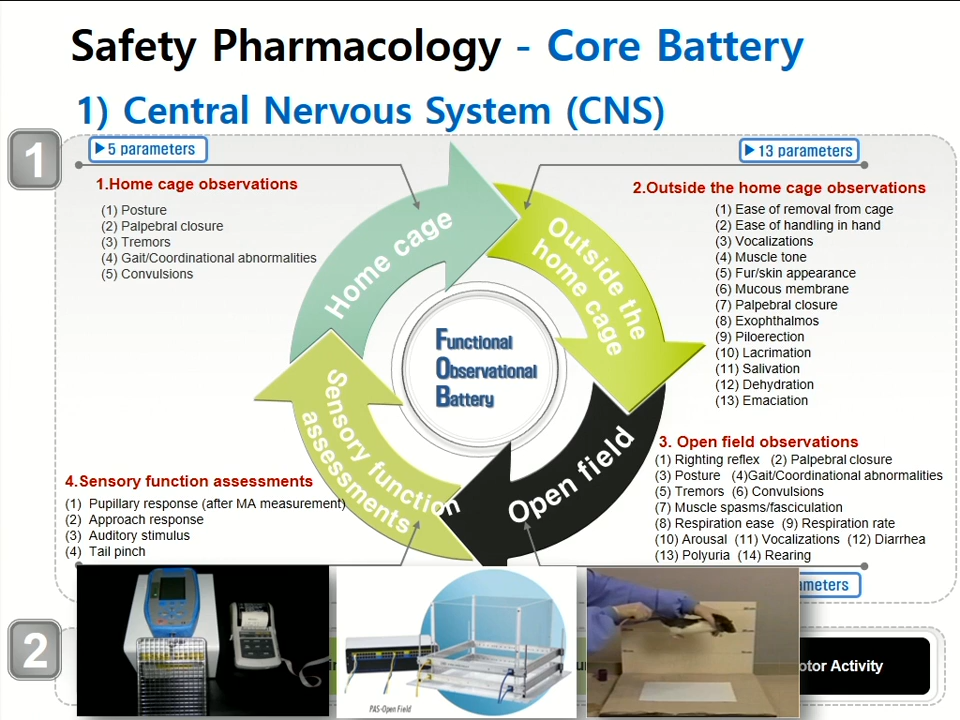 Safety Pharmacology - Core Battery
1) Central Nervous System (CNS)
1
▶5 parameters
▶13 parameters
1.Home cage observations
(1) Posture
(2) Palpebral closure
(3) Tremors
(4) Gait/Coordinational abnormalities
(5) Convulsions
2.Outside the home cage observations
(1) Ease of removal from cage
(2) Ease of handling in hand
(3) Vocalizations
(4) Muscle tone
(5) Fur/skin appearance
(6) Mucous membrane
(7) Palpebral closure
(8) Exophthalmos
(9) Piloerection
(10) Lacrimation
(11) Salivation
(12) Dehydration
(13) Emaciation
Home cage
Outside the
home cage
Functional
Observational
Battery
Sensory function
assessments
Open field
3. Open field observations
(1) Righting reflex (2) Palpebral closure
(3) Posture (4)Gait/Coordinational abnormalities
(5) Tremors (6) Convulsions
(7) Muscle spasms/fasciculation
(8) Respiration ease (9) Respiration rate
(10) Arousal (11) Vocalizations (12) Diarrhea
(13) Polyuria (14) Rearing
4.Sensory function assessments
(1) Pupillary response (after MA measurement)
(2) Approach response
(3) Auditory stimulus
(4) Tail pinch
2
PAS-Open Field
Activity